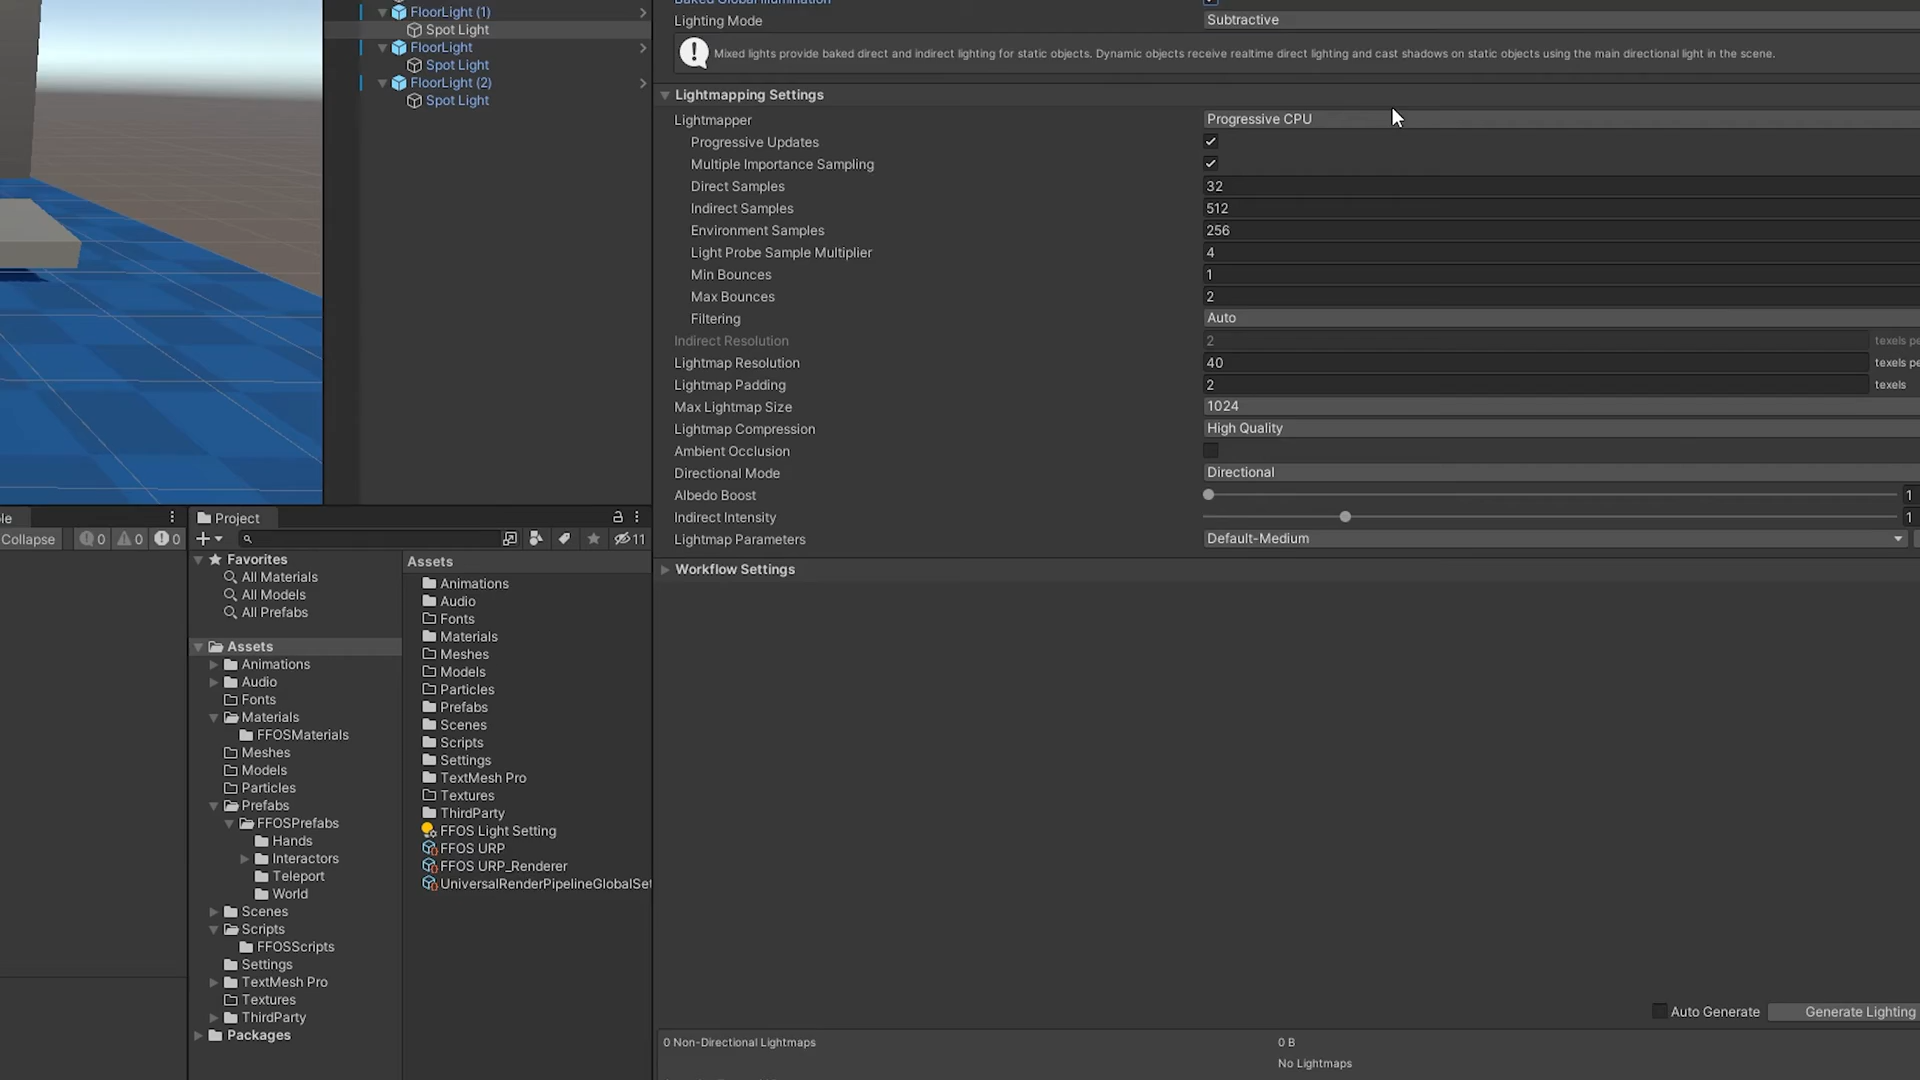 FloorLight (1)
Spot Light
FloorLight
Spot Light
FloorLight (2)
Spot Light
Lighting Mode
Subtractive
Mixed lights provide baked direct and indirect lighting for static objects. Dynamic objects receive realtime direct lighting and cast shadows on static objects using the main directional light in the scene.
Lightmapping Settings
Lightmapper
Progressive CPU
Progressive Updates
Multiple Importance Sampling
Direct Samples
32
Indirect Samples
512
Environment Samples
256
Light Probe Sample Multiplier
4
Min Bounces
1
Max Bounces
2
Filtering
Auto
Indirect Resolution
2
texels pe
Lightmap Resolution
40
texels pe
Lightmap Padding
2
texels
Max Lightmap Size
1024
Lightmap Compression
High Quality
Ambient Occlusion
Directional Mode
Directional
Albedo Boost
1
Indirect Intensity
1
Lightmap Parameters
Default-Medium
Workflow Settings
le
Collapse
0
0
0
Project
11
Favorites
All Materials
All Models
All Prefabs
Assets
Animations
Audio
Fonts
Materials
FFOSMaterials
Meshes
Models
Particles
Prefabs
FFOSPrefabs
Hands
Interactors
Teleport
World
Scenes
Scripts
FFOSScripts
Settings
TextMesh Pro
Textures
ThirdParty
Packages
Assets
Animations
Audio
Fonts
Materials
Meshes
Models
Particles
Prefabs
Scenes
Scripts
Settings
TextMesh Pro
Textures
ThirdParty
FFOS Light Setting
FFOS URP
FFOS URP_Renderer
UniversalRenderPipelineGlobalSet
Auto Generate
Generate Lighting
0 Non-Directional Lightmaps
0 B
No Lightmaps